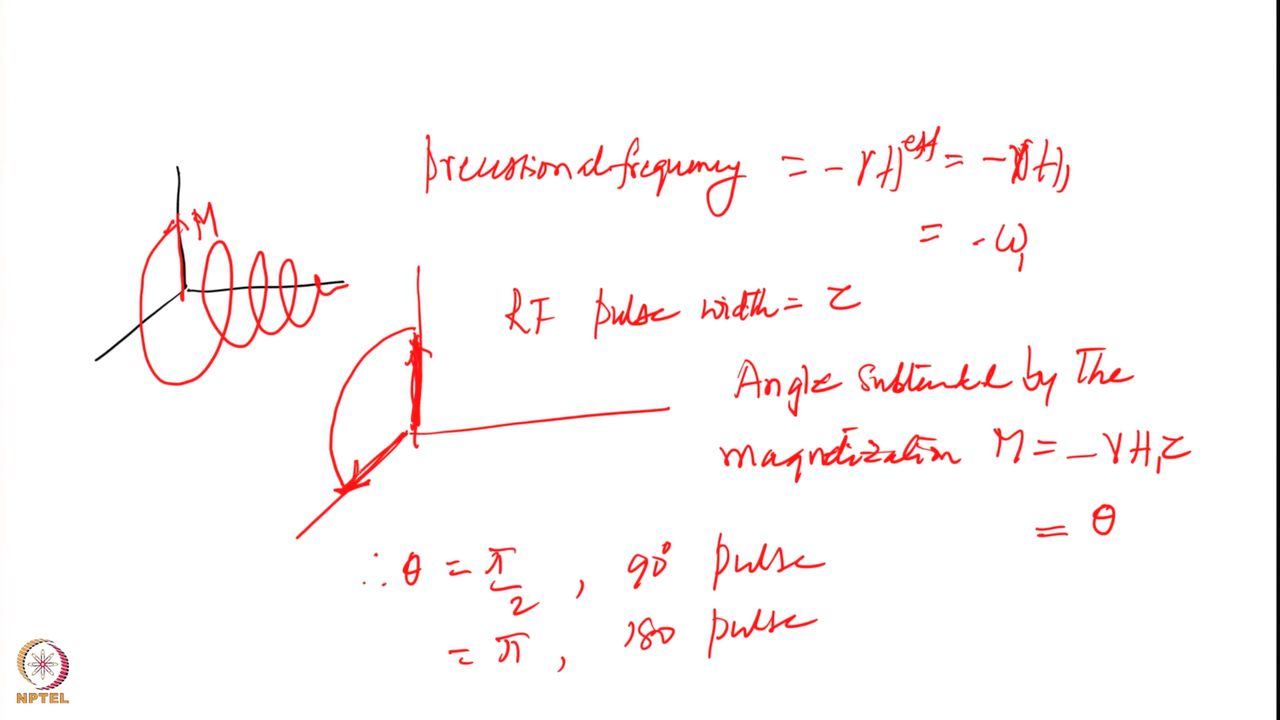 Precessional frequency = - γH^eff = - γH₁
M
= - ω₁
RF pulse width = τ
Angle subtended by the
magnetization M = - γH₁τ
= θ
∴ θ = π/2 , 90° pulse
= π , 180 pulse
NPTEL